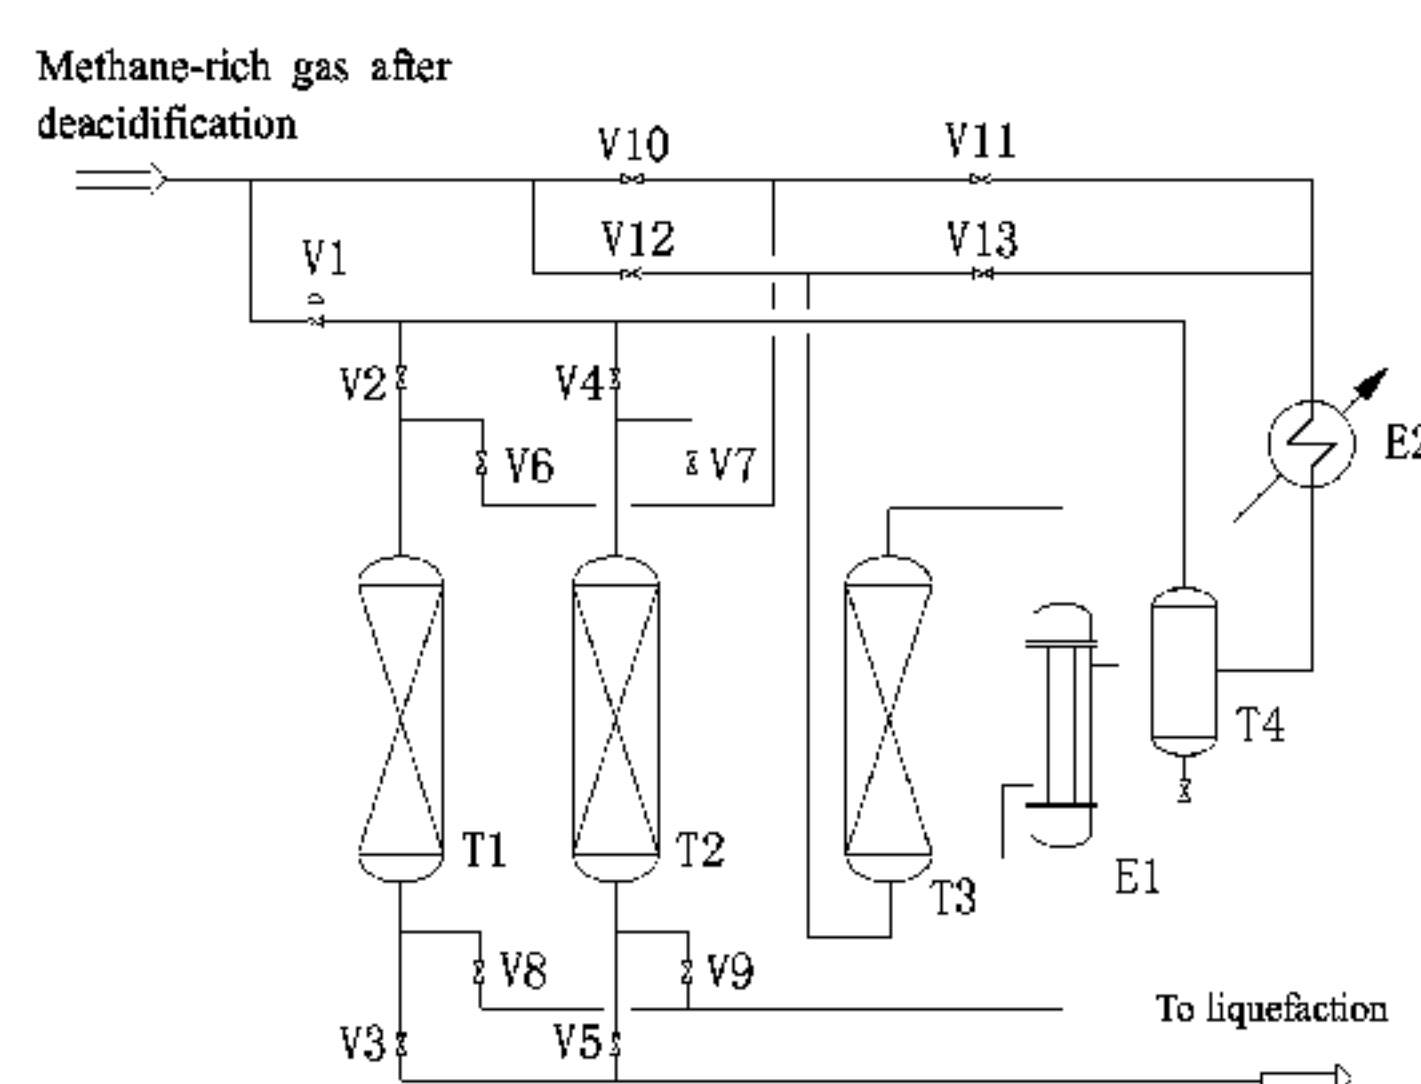 Methane-rich gas after
deacidification
V10
V11
V12
V13
V1
V2
V4
V6
V7
E2
T1
T2
T3
T4
E1
V8
V9
V3
V5
To liquefaction